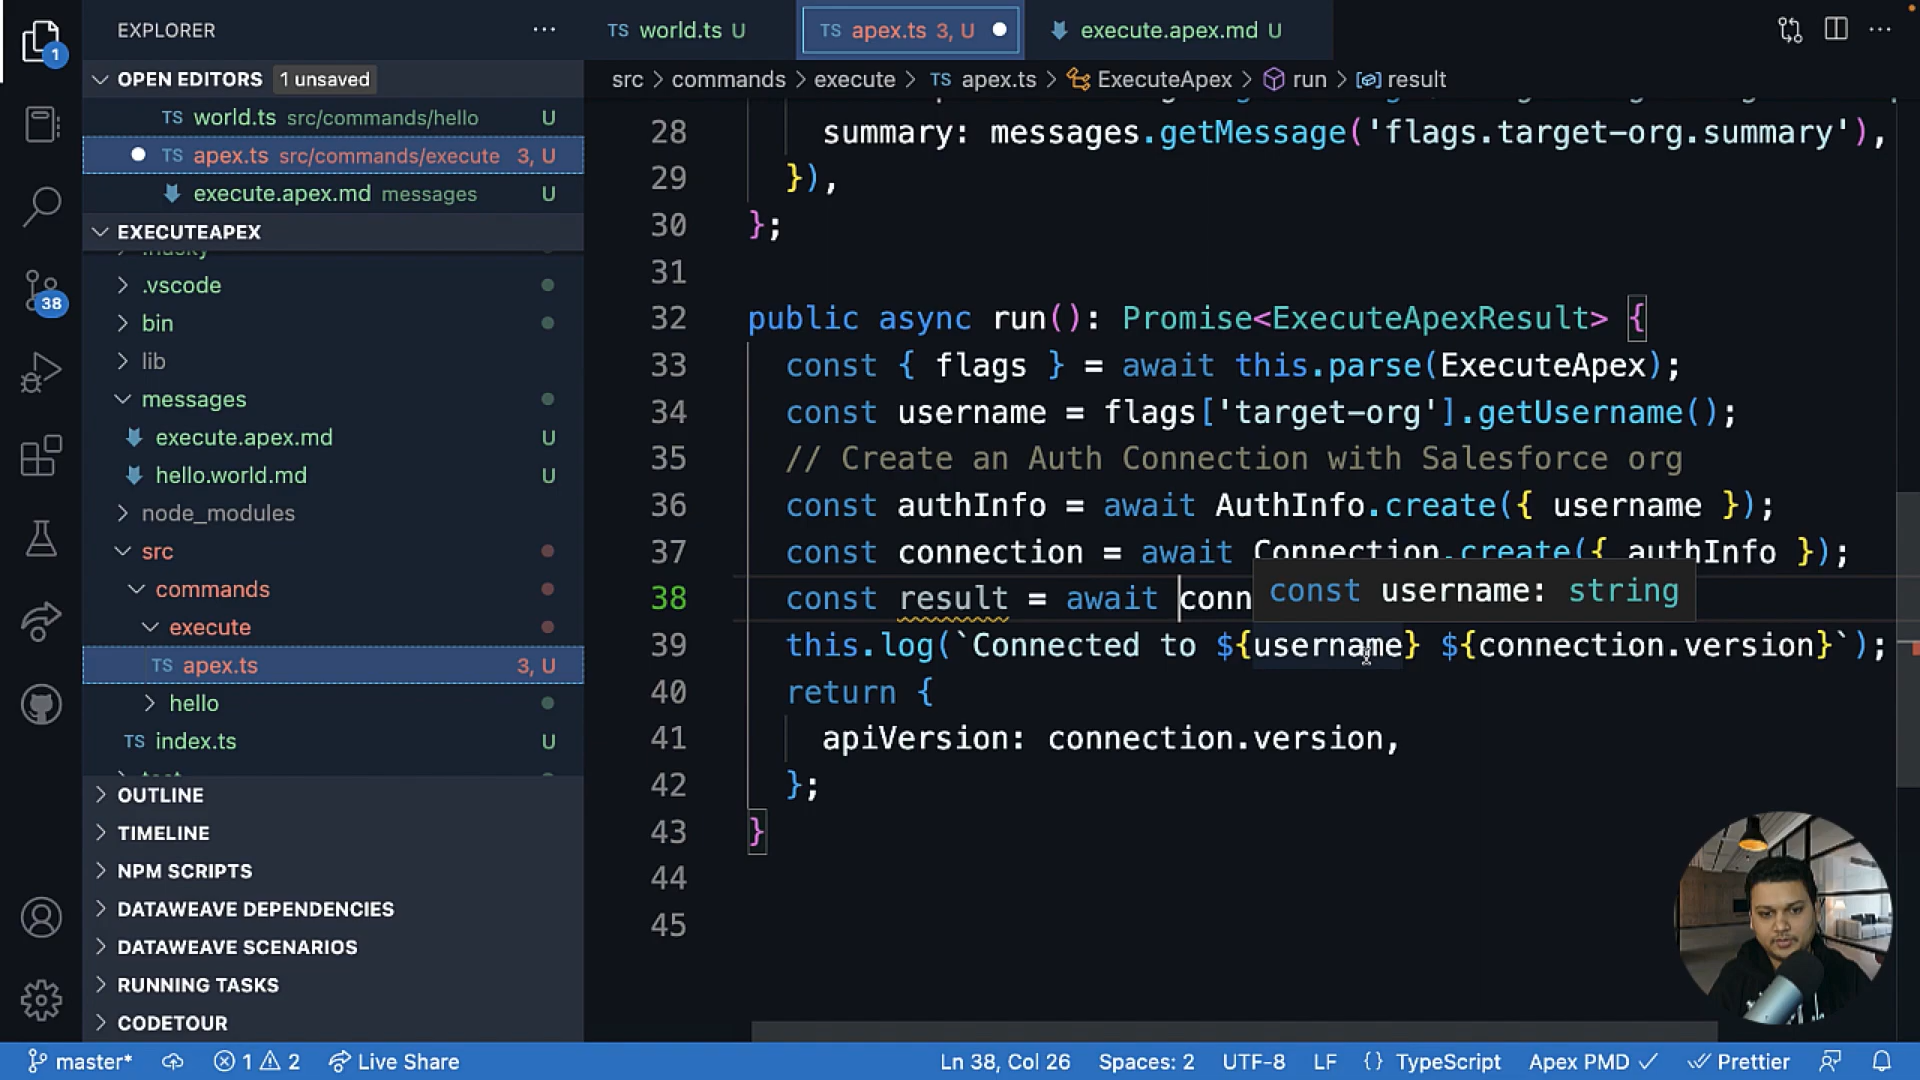 EXPLORER
OPEN EDITORS 1 unsaved
TS world.ts src/commands/hello U
TS apex.ts src/commands/execute 3, U
execute.apex.md messages U
EXECUTEAPEX
.husky
.vscode
bin
lib
messages
execute.apex.md U
hello.world.md U
node_modules
src
commands
execute
TS apex.ts 3, U
hello
TS index.ts U
OUTLINE
TIMELINE
NPM SCRIPTS
DATAWEAVE DEPENDENCIES
DATAWEAVE SCENARIOS
RUNNING TASKS
CODETOUR
1
38
TS world.ts U
TS apex.ts 3, U
execute.apex.md U
src > commands > execute > TS apex.ts > ExecuteApex > run > result
28 summary: messages.getMessage('flags.target-org.summary'),
29 }),
30 };
31
32 public async run(): Promise<ExecuteApexResult> {
33 const { flags } = await this.parse(ExecuteApex);
34 const username = flags['target-org'].getUsername();
35 // Create an Auth Connection with Salesforce org
36 const authInfo = await AuthInfo.create({ username });
37 const connection = await Connection.create({ authInfo });
38 const result = await conn
const username: string
39 this.log(`Connected to ${username} ${connection.version}`);
40 return {
41 apiVersion: connection.version,
42 };
43 }
44
45
master* 1 2 Live Share Ln 38, Col 26 Spaces: 2 UTF-8 LF {} TypeScript Apex PMD Prettier